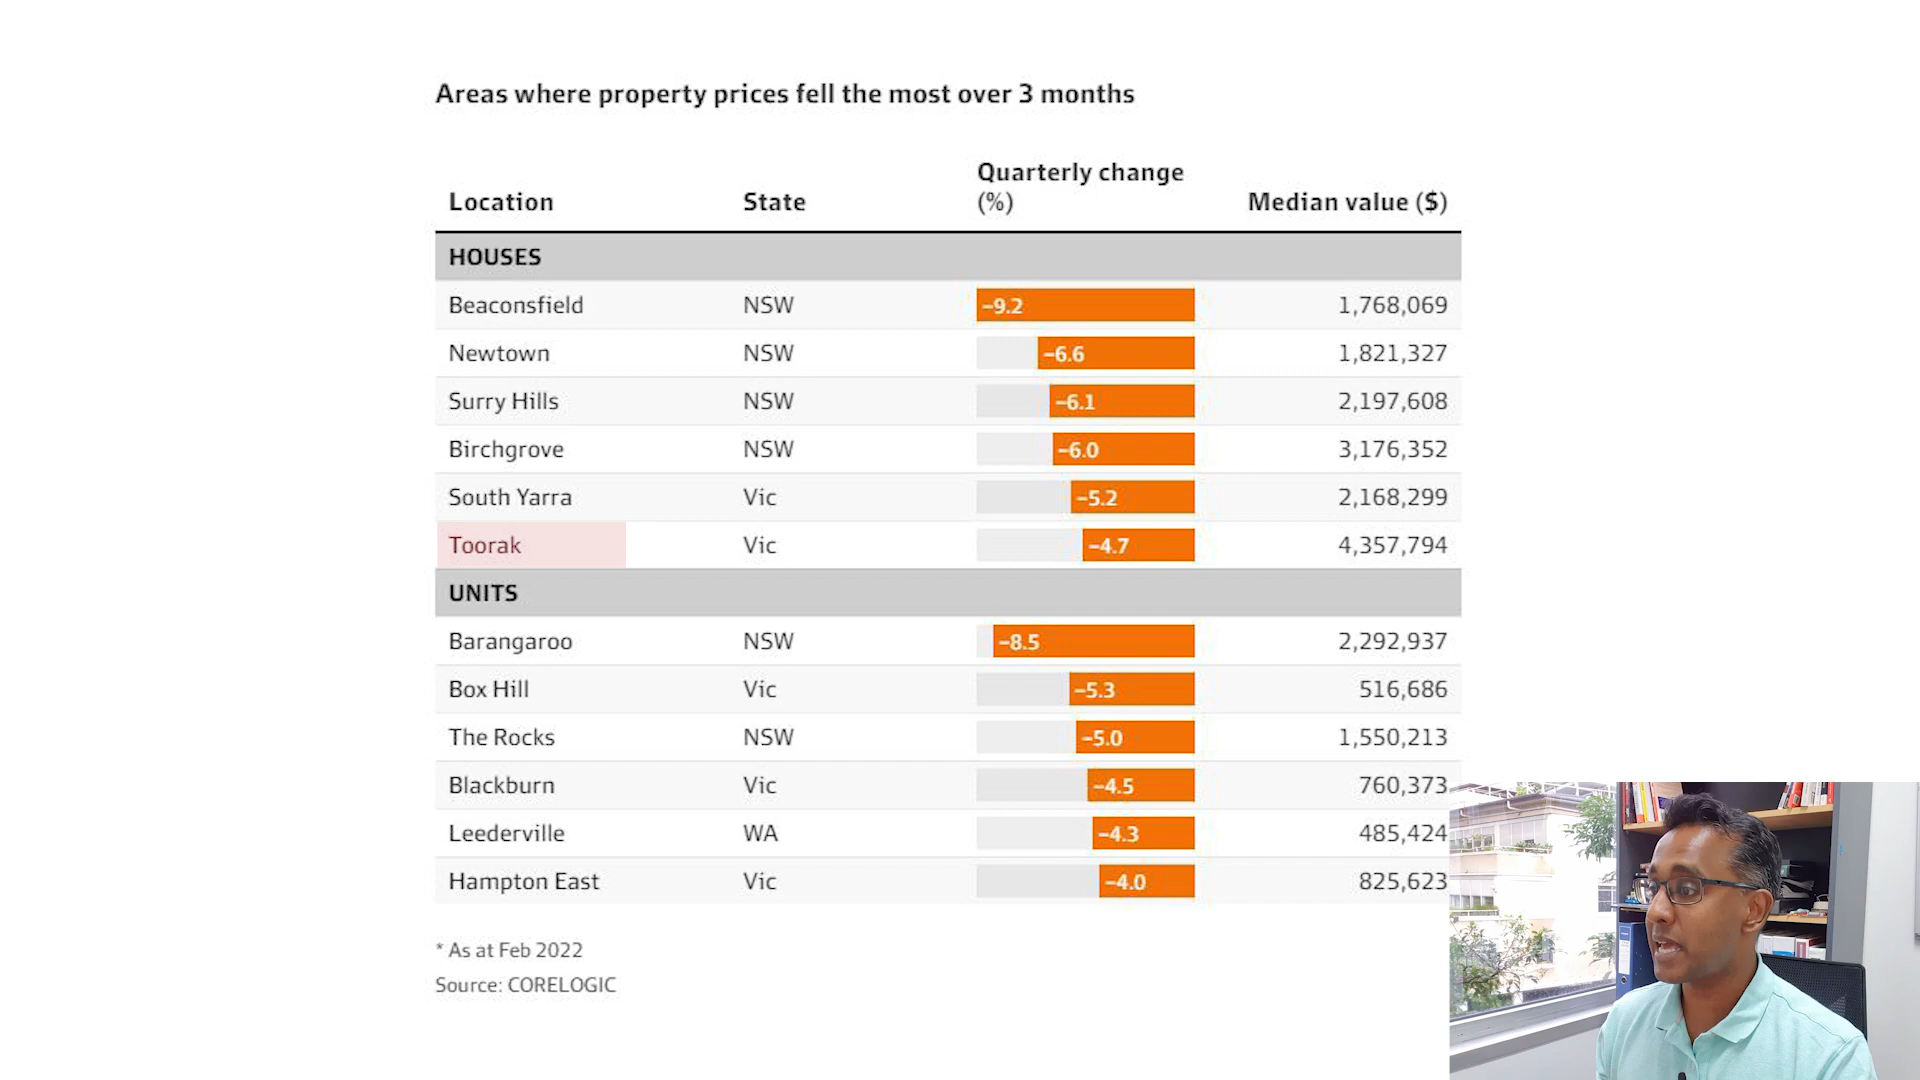 Areas where property prices fell the most over 3 months
Quarterly change
Location State (%) Median value ($)
HOUSES
Beaconsfield NSW −9.2 1,768,069
Newtown NSW −6.6 1,821,327
Surry Hills NSW −6.1 2,197,608
Birchgrove NSW −6.0 3,176,352
South Yarra Vic −5.2 2,168,299
Toorak Vic −4.7 4,357,794
UNITS
Barangaroo NSW −8.5 2,292,937
Box Hill Vic −5.3 516,686
The Rocks NSW −5.0 1,550,213
Blackburn Vic −4.5 760,373
Leederville WA −4.3 485,424
Hampton East Vic −4.0 825,623
* As at Feb 2022
Source: CORELOGIC